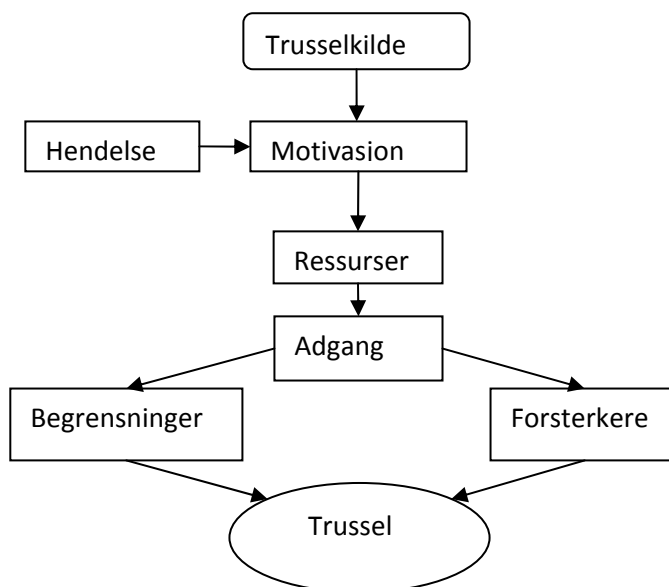 Trusselkilde
Hendelse
Motivasion
Ressurser
Adgang
Begrensninger
Forsterkere
Trussel